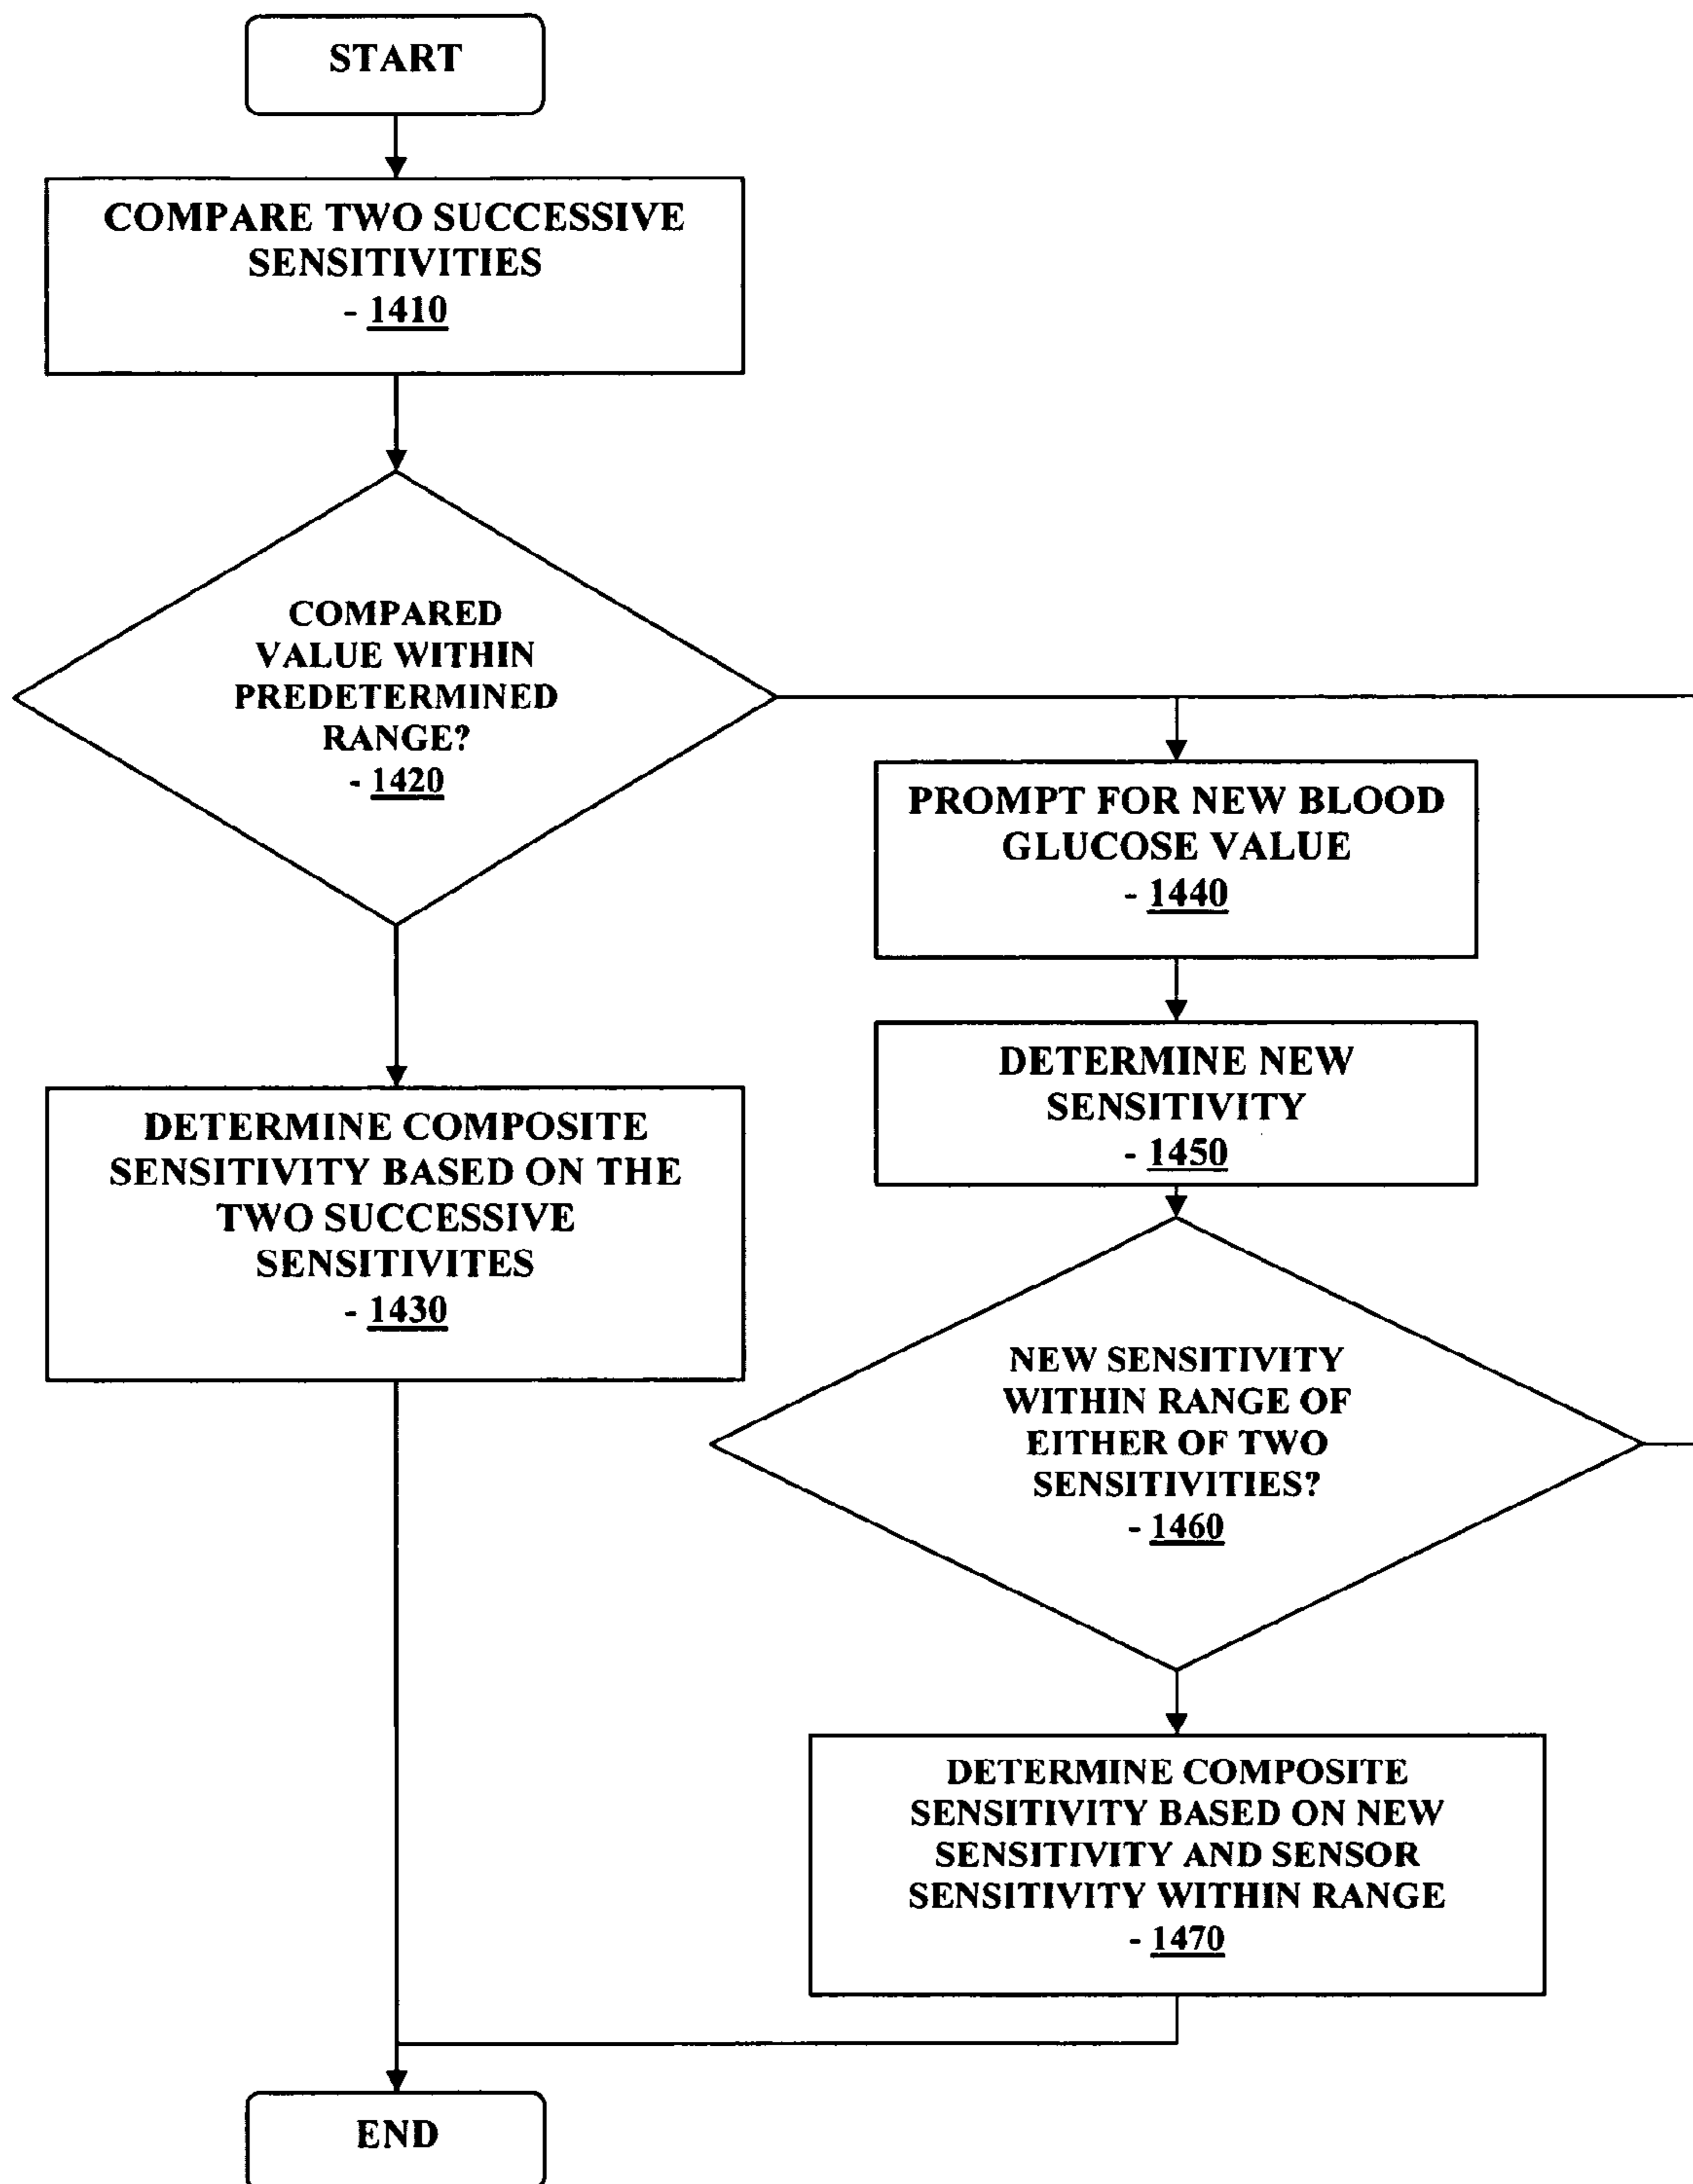 START
COMPARE TWO SUCCESSIVE
SENSITIVITIES
- 1410
COMPARED
VALUE WITHIN
PREDETERMINED
RANGE?
- 1420
DETERMINE COMPOSITE
SENSITIVITY BASED ON THE
TWO SUCCESSIVE
SENSITIVITES
- 1430
PROMPT FOR NEW BLOOD
GLUCOSE VALUE
- 1440
DETERMINE NEW
SENSITIVITY
- 1450
NEW SENSITIVITY
WITHIN RANGE OF
EITHER OF TWO
SENSITIVITIES?
- 1460
DETERMINE COMPOSITE
SENSITIVITY BASED ON NEW
SENSITIVITY AND SENSOR
SENSITIVITY WITHIN RANGE
- 1470
END